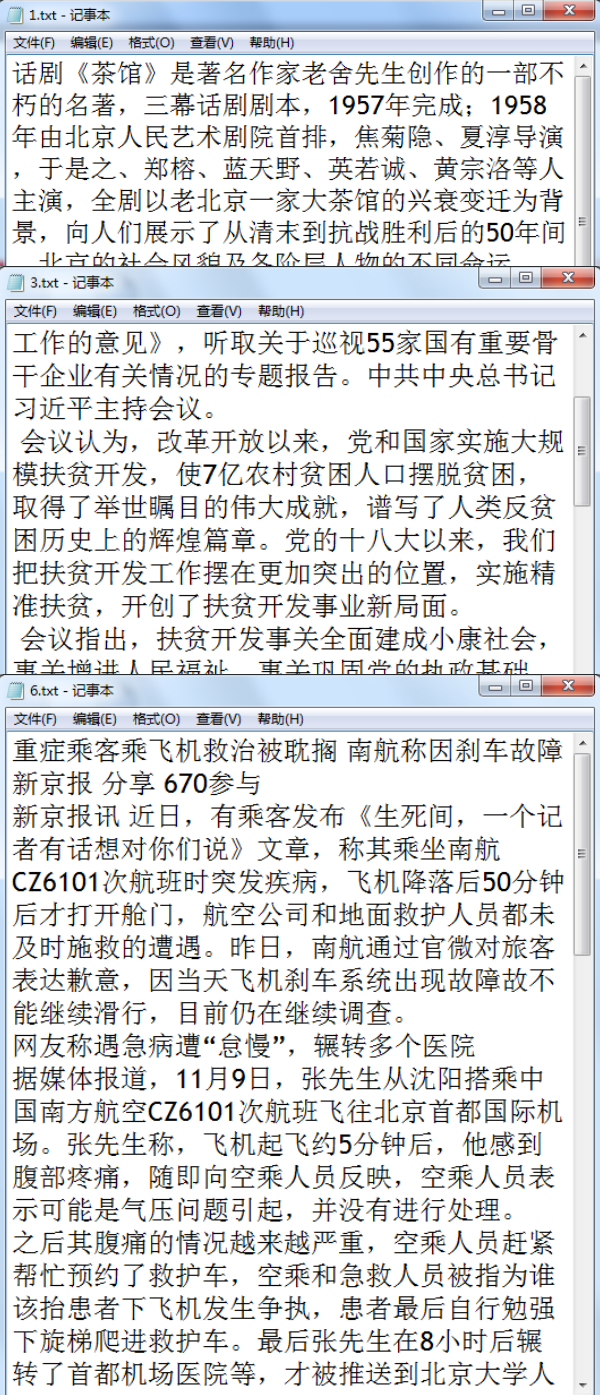 1.txt - 记事本
文件(F) 编辑(E) 格式(O) 查看(V) 帮助(H)
话剧《茶馆》是著名作家老舍先生创作的一部不
朽的名著，三幕话剧剧本，1957年完成；1958
年由北京人民艺术剧院首排，焦菊隐、夏淳导演
，于是之、郑榕、蓝天野、英若诚、黄宗洛等人
主演，全剧以老北京一家大茶馆的兴衰变迁为背
景，向人们展示了从清末到抗战胜利后的50年间
，北京的社会风貌及各阶层人物的不同命运
3.txt - 记事本
文件(F) 编辑(E) 格式(O) 查看(V) 帮助(H)
工作的意见》，听取关于巡视55家国有重要骨
干企业有关情况的专题报告。中共中央总书记
习近平主持会议。
会议认为，改革开放以来，党和国家实施大规
模扶贫开发，使7亿农村贫困人口摆脱贫困，
取得了举世瞩目的伟大成就，谱写了人类反贫
困历史上的辉煌篇章。党的十八大以来，我们
把扶贫开发工作摆在更加突出的位置，实施精
准扶贫，开创了扶贫开发事业新局面。
会议指出，扶贫开发事关全面建成小康社会，
事关增进人民福祉，事关巩固党的执政基础
6.txt - 记事本
文件(F) 编辑(E) 格式(O) 查看(V) 帮助(H)
重症乘客乘飞机救治被耽搁 南航称因刹车故障
新京报 分享 670参与
新京报讯 近日，有乘客发布《生死间，一个记
者有话想对你们说》文章，称其乘坐南航
CZ6101次航班时突发疾病，飞机降落后50分钟
后才打开舱门，航空公司和地面救护人员都未
及时施救的遭遇。昨日，南航通过官微对旅客
表达歉意，因当天飞机刹车系统出现故障故不
能继续滑行，目前仍在继续调查。
网友称遇急病遭“怠慢”，辗转多个医院
据媒体报道，11月9日，张先生从沈阳搭乘中
国南方航空CZ6101次航班飞往北京首都国际机
场。张先生称，飞机起飞约5分钟后，他感到
腹部疼痛，随即向空乘人员反映，空乘人员表
示可能是气压问题引起，并没有进行处理。
之后其腹痛的情况越来越严重，空乘人员赶紧
帮忙预约了救护车，空乘和急救人员被指为谁
该抬患者下飞机发生争执，患者最后自行勉强
下旋梯爬进救护车。最后张先生在8小时后辗
转了首都机场医院等，才被推送到北京大学人